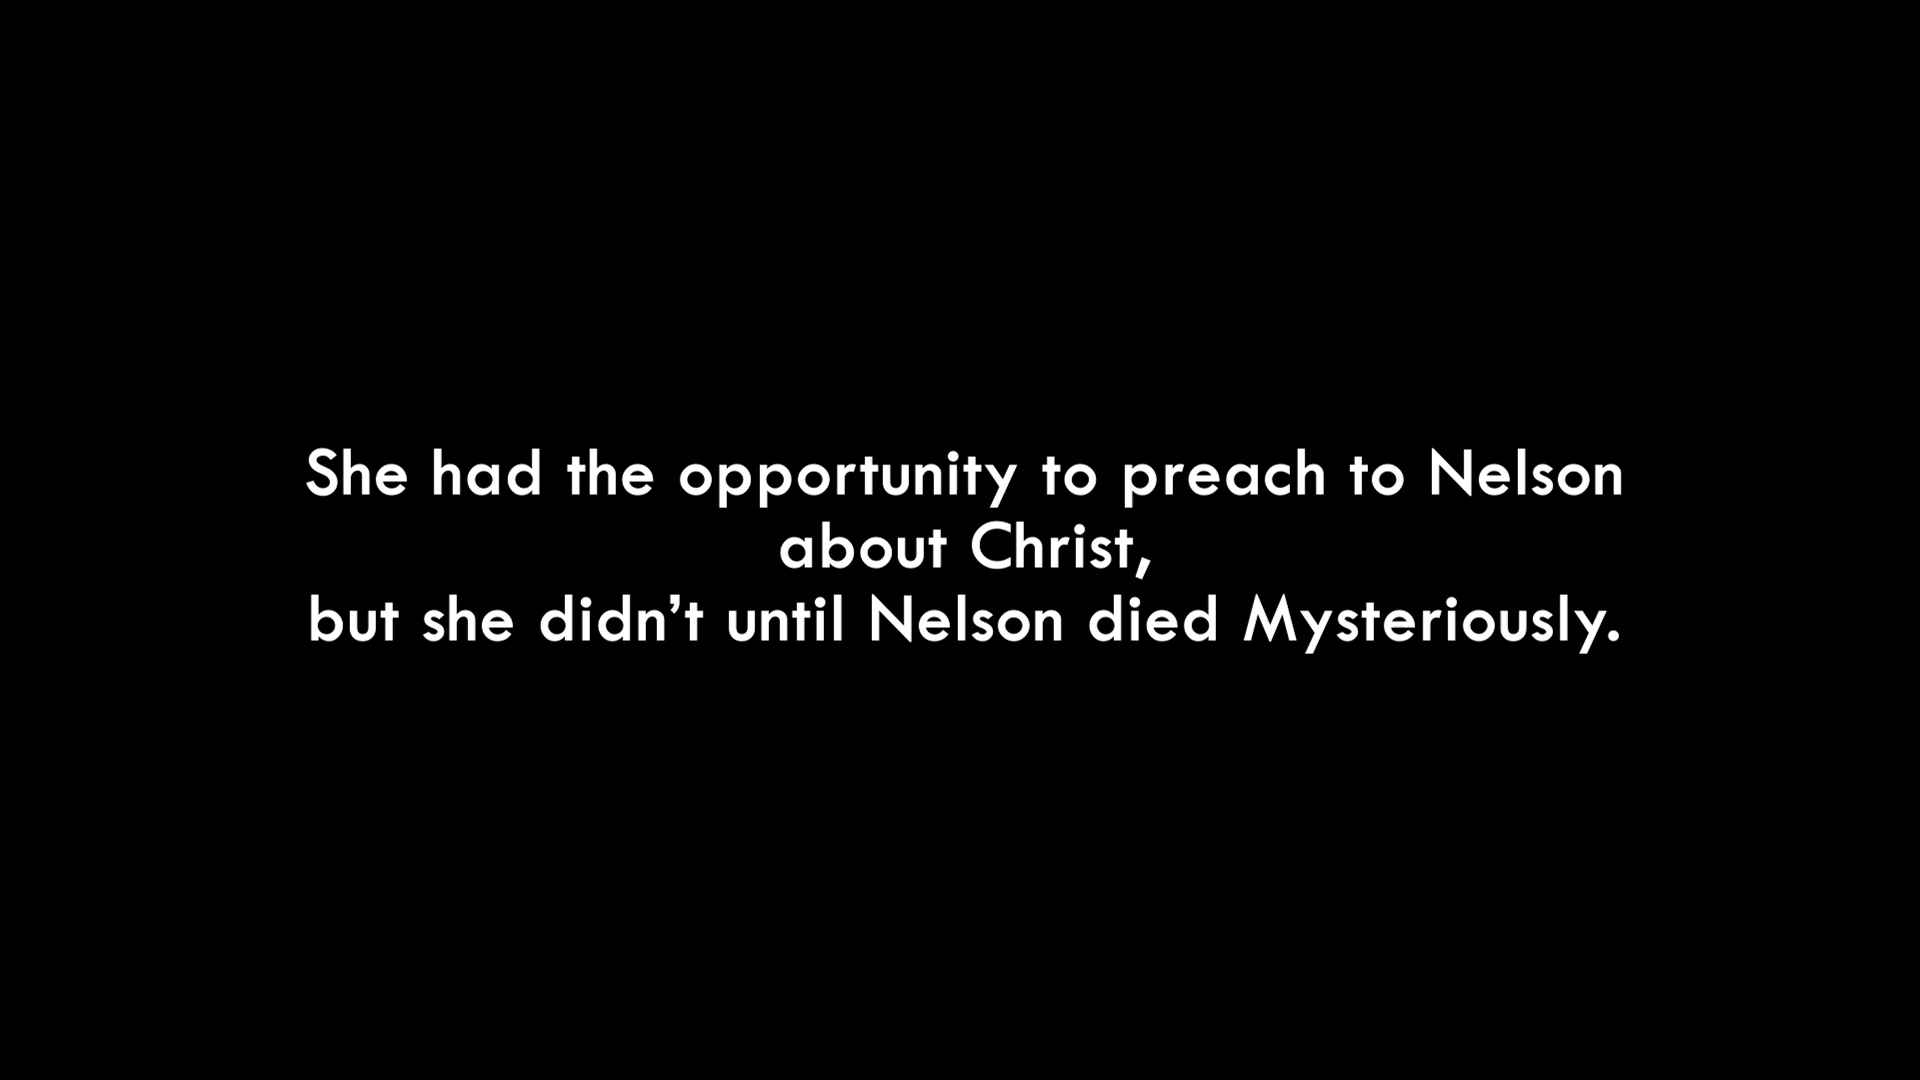 She had the opportunity to preach to Nelson
about Christ,
but she didn’t until Nelson died Mysteriously.